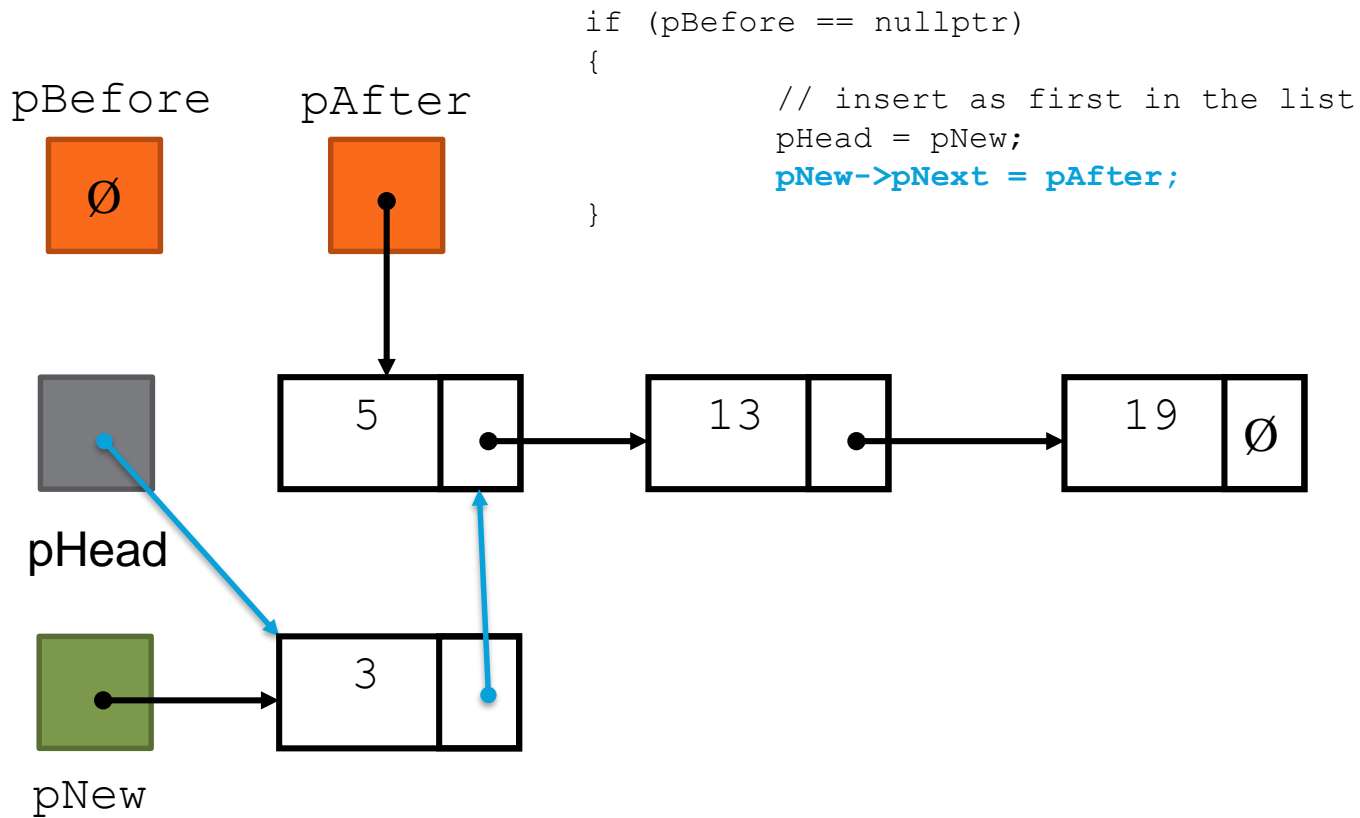 if (pBefore == nullptr)
{
// insert as first in the list
pHead = pNew;
pNew->pNext = pAfter;
}
pBefore pAfter
Ø
5 13 19 Ø
pHead
3
pNew